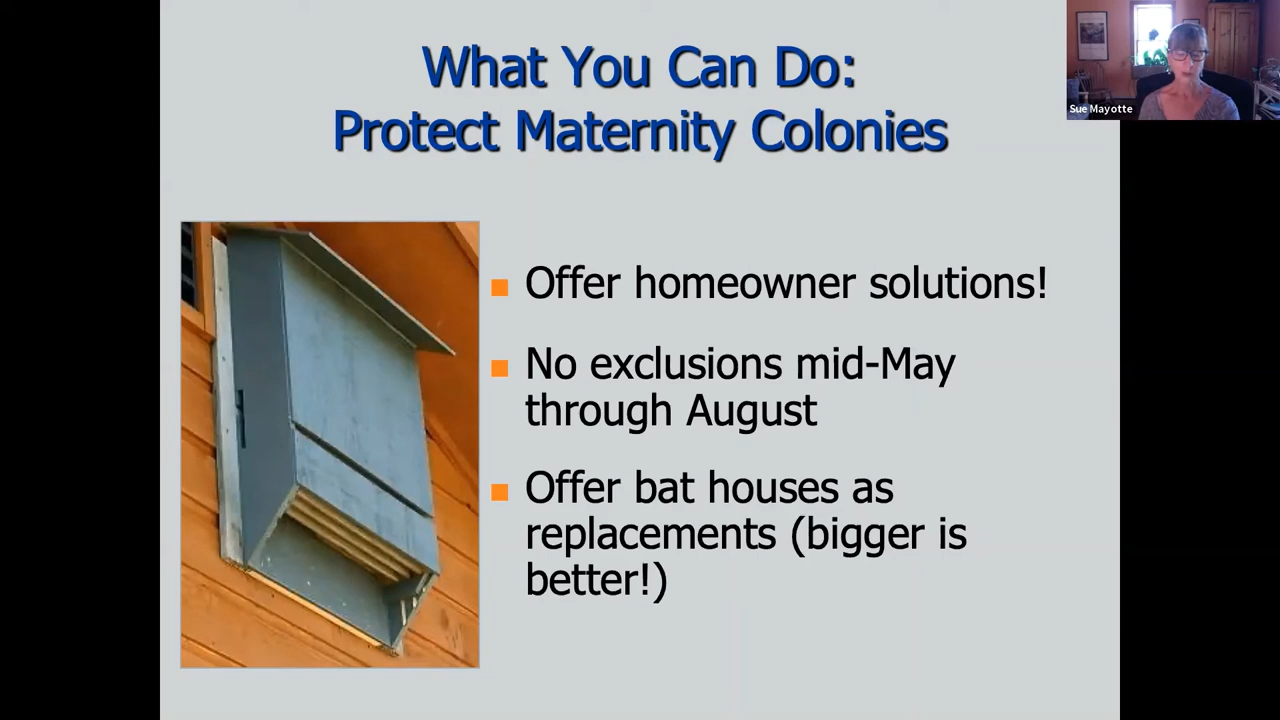 What You Can Do:
Protect Maternity Colonies
Sue Mayotte
Offer homeowner solutions!
No exclusions mid-May
through August
Offer bat houses as
replacements (bigger is
better!)